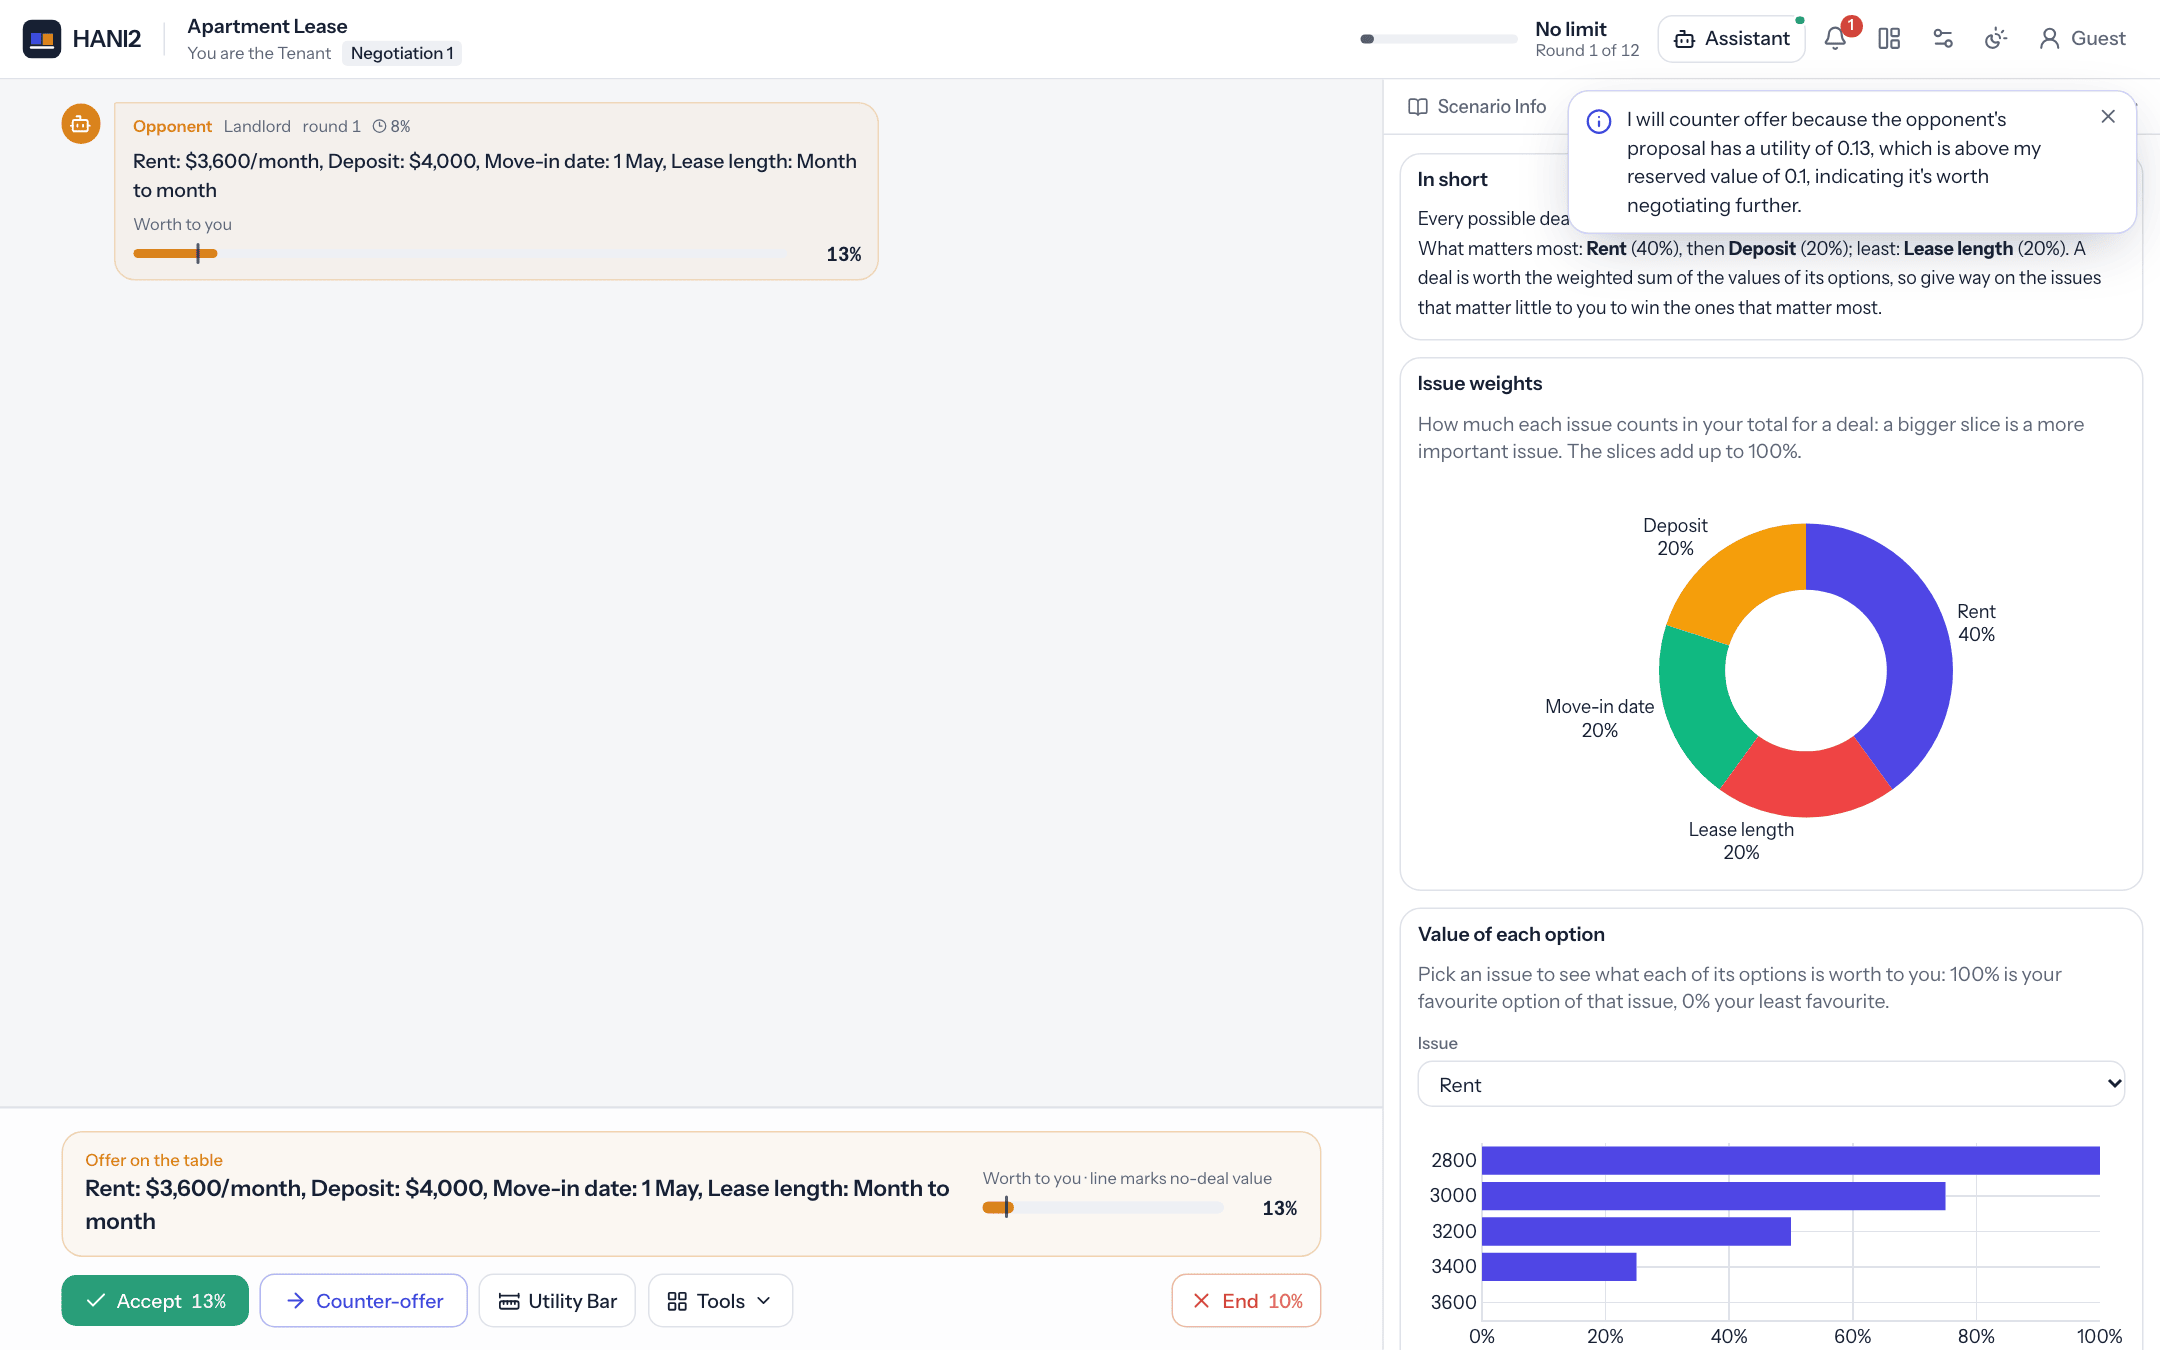 HANI2
Apartment Lease
You are the Tenant Negotiation 1
No limit
Round 1 of 12
Assistant
1
Guest
Opponent Landlord round 1 8%
Rent: $3,600/month, Deposit: $4,000, Move-in date: 1 May, Lease length: Month
to month
Worth to you
13%
Scenario Info
I will counter offer because the opponent's
proposal has a utility of 0.13, which is above my
reserved value of 0.1, indicating it's worth
negotiating further.
In short
Every possible dea
What matters most: Rent (40%), then Deposit (20%); least: Lease length (20%). A
deal is worth the weighted sum of the values of its options, so give way on the issues
that matter little to you to win the ones that matter most.
Issue weights
How much each issue counts in your total for a deal: a bigger slice is a more
important issue. The slices add up to 100%.
Deposit
20%
Rent
40%
Move-in date
20%
Lease length
20%
Value of each option
Pick an issue to see what each of its options is worth to you: 100% is your
favourite option of that issue, 0% your least favourite.
Issue
Rent
2800
3000
3200
3400
3600
0% 20% 40% 60% 80% 100%
Offer on the table
Rent: $3,600/month, Deposit: $4,000, Move-in date: 1 May, Lease length: Month to
month
Worth to you · line marks no-deal value
13%
Accept 13%
Counter-offer
Utility Bar
Tools
End 10%